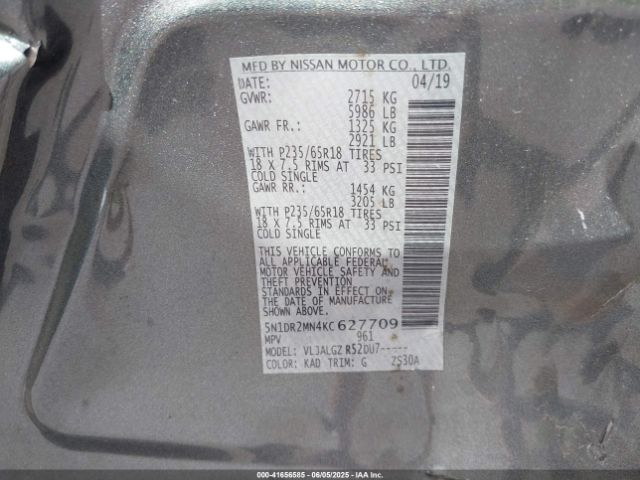 MFD BY NISSAN MOTOR CO., LTD.
DATE: 04/19
GVWR: 2715 KG
5986 LB
GAWR FR.: 1325 KG
2921 LB
WITH P235/65R18 TIRES
18 X 7.5 RIMS AT 33 PSI
COLD SINGLE
GAWR RR.: 1454 KG
3205 LB
WITH P235/65R18 TIRES
18 X 7.5 RIMS AT 33 PSI
COLD SINGLE
THIS VEHICLE CONFORMS TO
ALL APPLICABLE FEDERAL
MOTOR VEHICLE SAFETY AND
THEFT PREVENTION
STANDARDS IN EFFECT ON
THE DATE OF MANUFACTURE
SHOWN ABOVE.
5N1DR2MN4KC627709
MPV 961
MODEL: VLJALGZ R52DU7-----
COLOR: KAD TRIM: G ZS30A
000-41656585 - 06/05/2025 - IAAI.CA